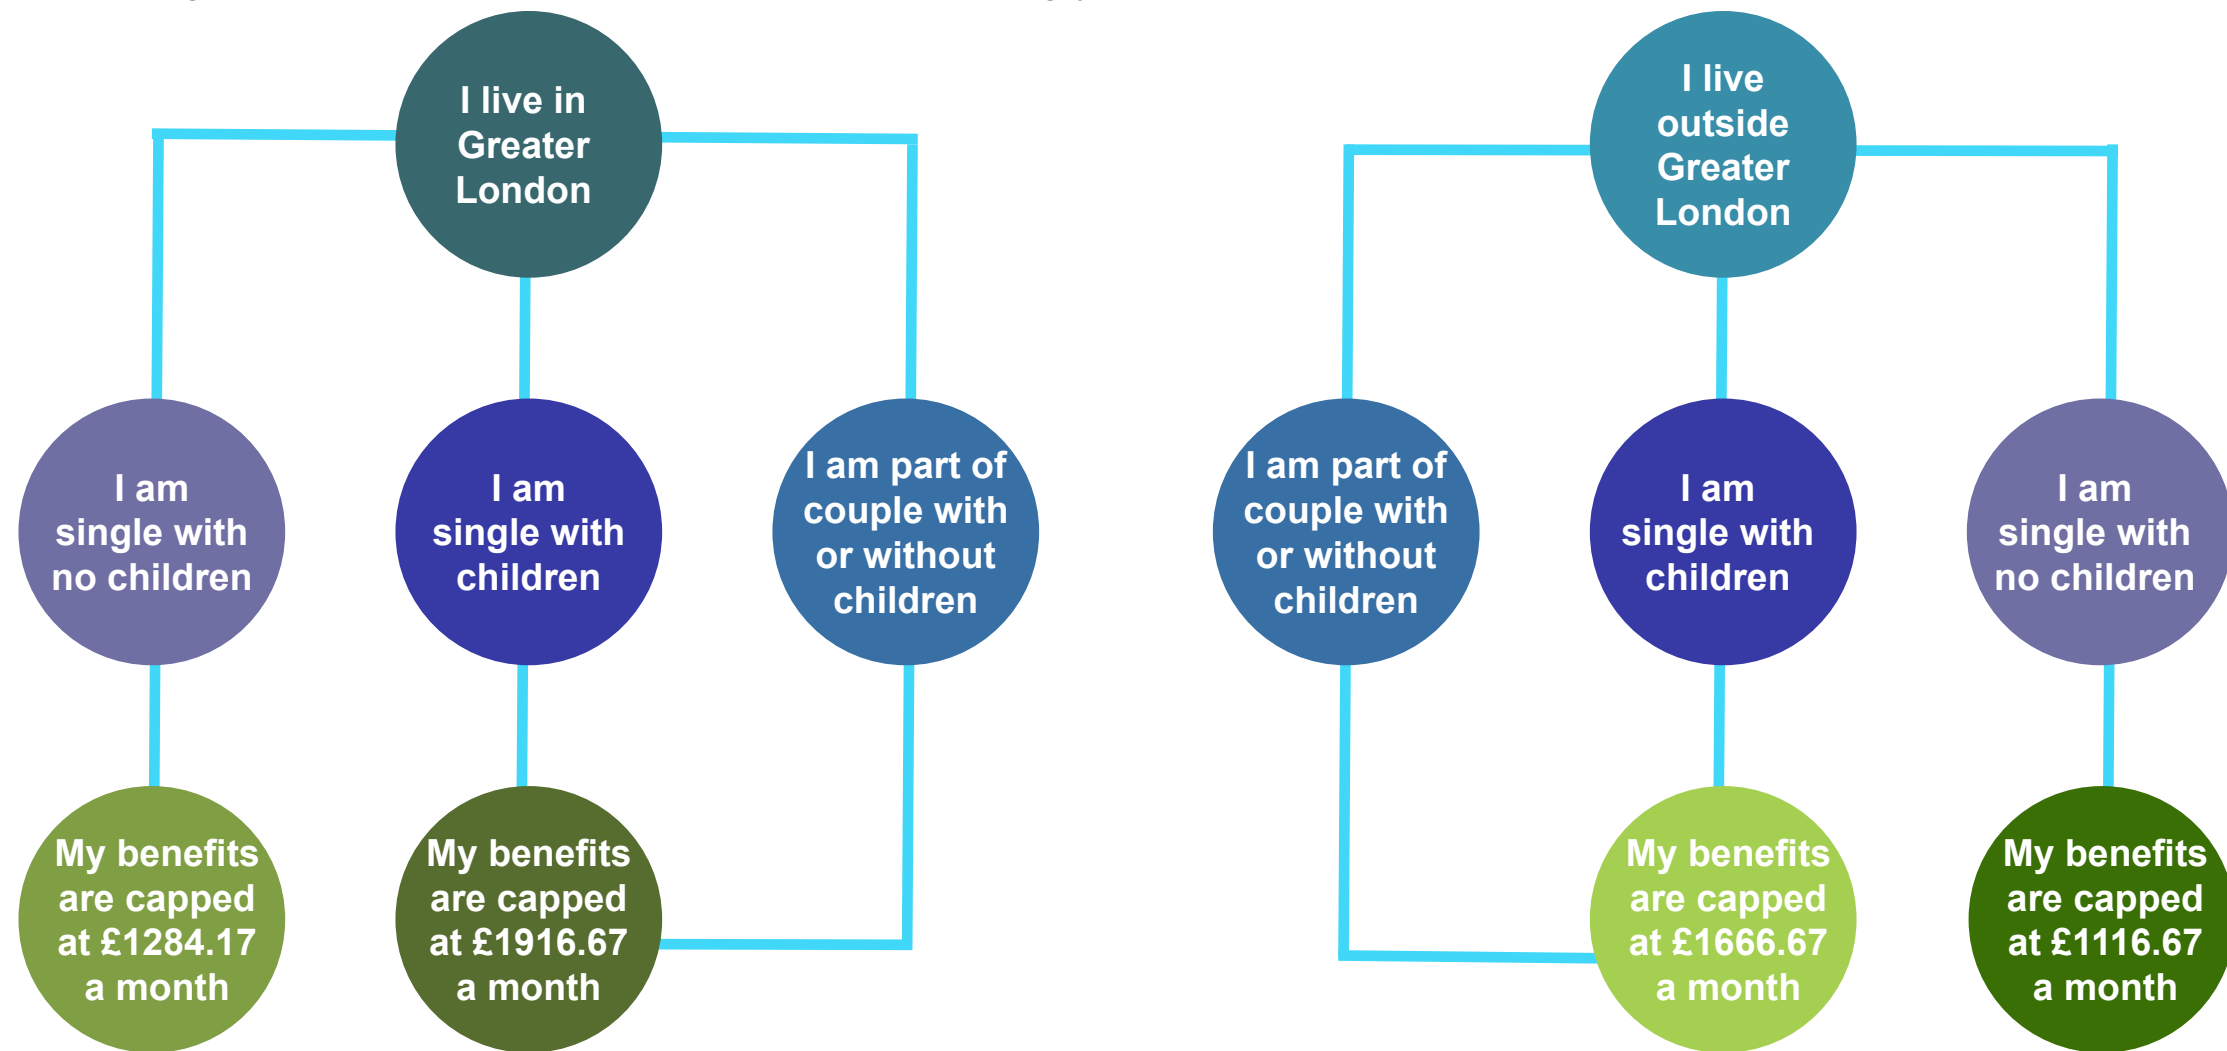 I live in
Greater
London
I live
outside
Greater
London
I am
single with
no children
I am
single with
children
I am part of
couple with
or without
children
I am part of
couple with
or without
children
I am
single with
children
I am
single with
no children
My benefits
are capped
at £1284.17
a month
My benefits
are capped
at £1916.67
a month
My benefits
are capped
at £1666.67
a month
My benefits
are capped
at £1116.67
a month